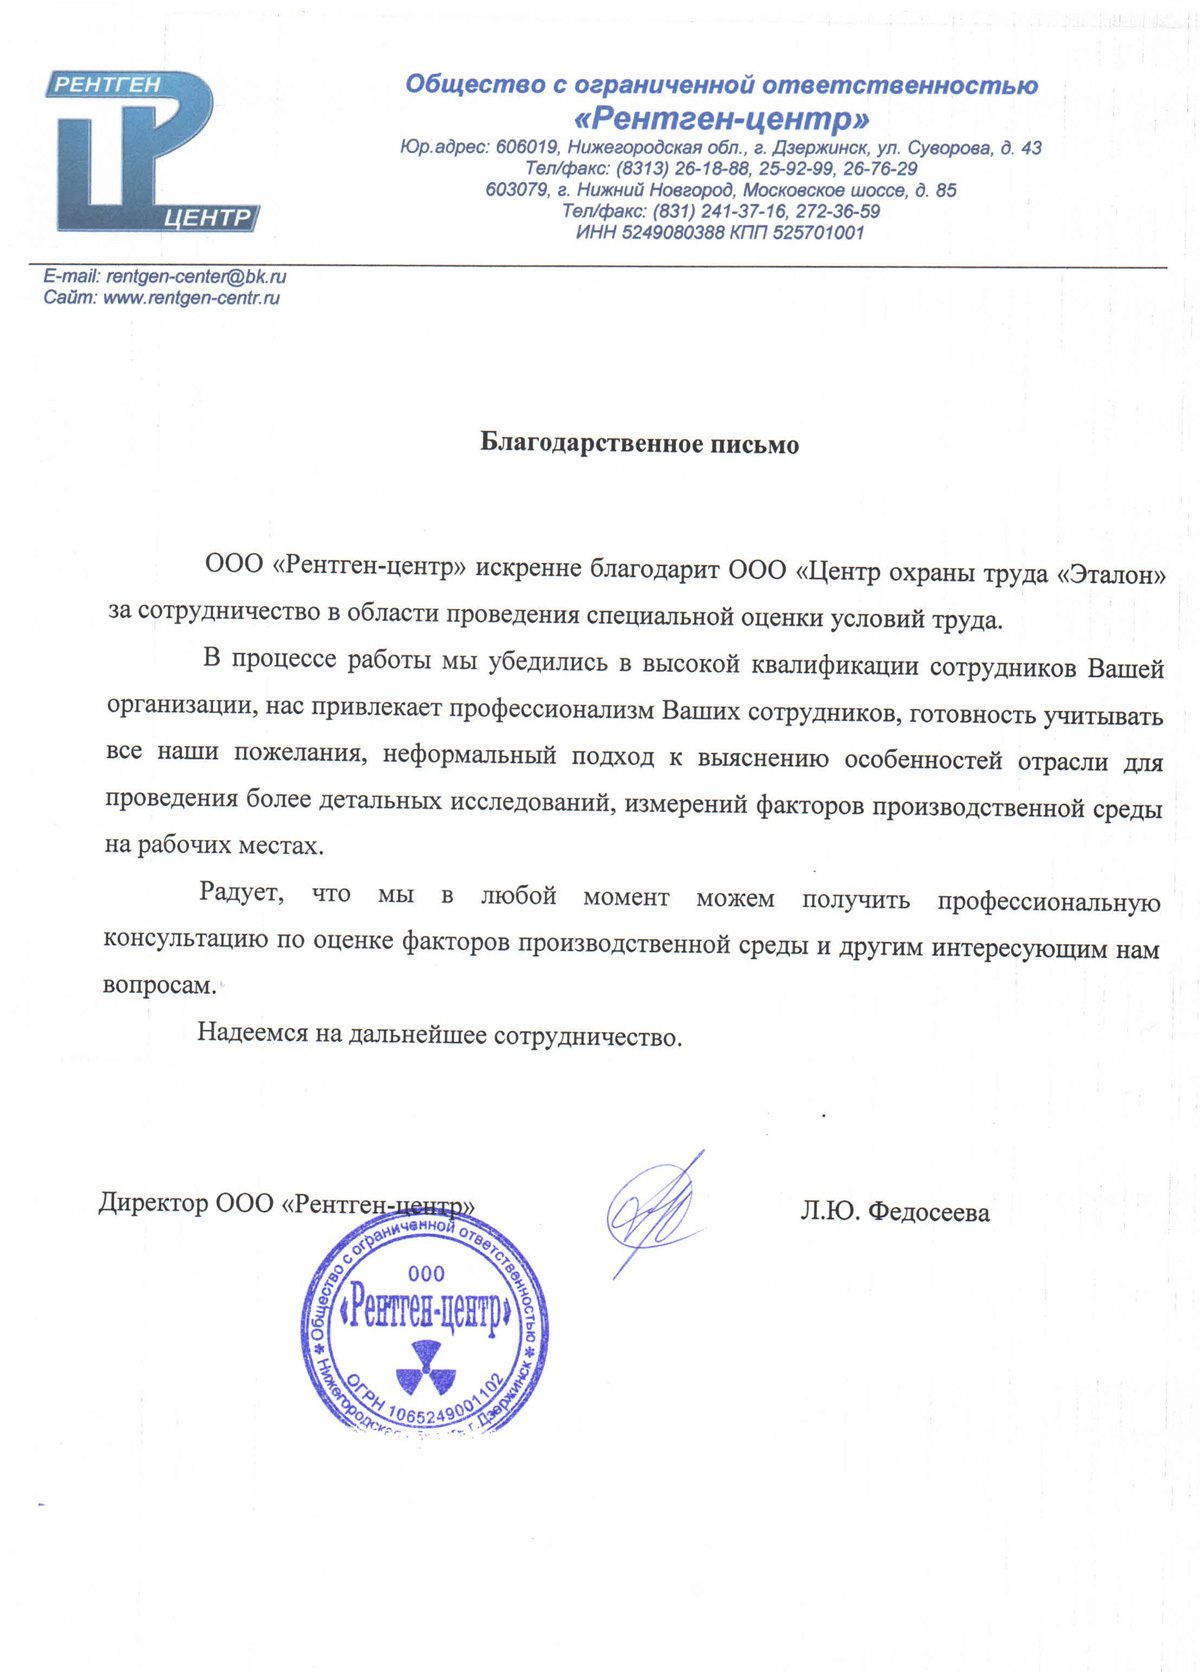 РЕНТГЕН
ЦЕНТР
Общество с ограниченной ответственностью
«Рентген-центр»
Юр.адрес: 606019, Нижегородская обл., г. Дзержинск, ул. Суворова, д. 43
Тел/факс: (8313) 26-18-88, 25-92-99, 26-76-29
603079, г. Нижний Новгород, Московское шоссе, д. 85
Тел/факс: (831) 241-37-16, 272-36-59
ИНН 5249080388 КПП 525701001
E-mail: rentgen-center@bk.ru
Сайт: www.rentgen-centr.ru
Благодарственное письмо
ООО «Рентген-центр» искренне благодарит ООО «Центр охраны труда «Эталон»
за сотрудничество в области проведения специальной оценки условий труда.
В процессе работы мы убедились в высокой квалификации сотрудников Вашей
организации, нас привлекает профессионализм Ваших сотрудников, готовность учитывать
все наши пожелания, неформальный подход к выяснению особенностей отрасли для
проведения более детальных исследований, измерений факторов производственной среды
на рабочих местах.
Радует, что мы в любой момент можем получить профессиональную
консультацию по оценке факторов производственной среды и другим интересующим нам
вопросам.
Надеемся на дальнейшее сотрудничество.
Директор ООО «Рентген-центр»
Л.Ю. Федосеева
Общество с ограниченной ответственностью
ООО
«Рентген-центр»
ОГРН 1065249001102
Нижегородская г.Дзержинск